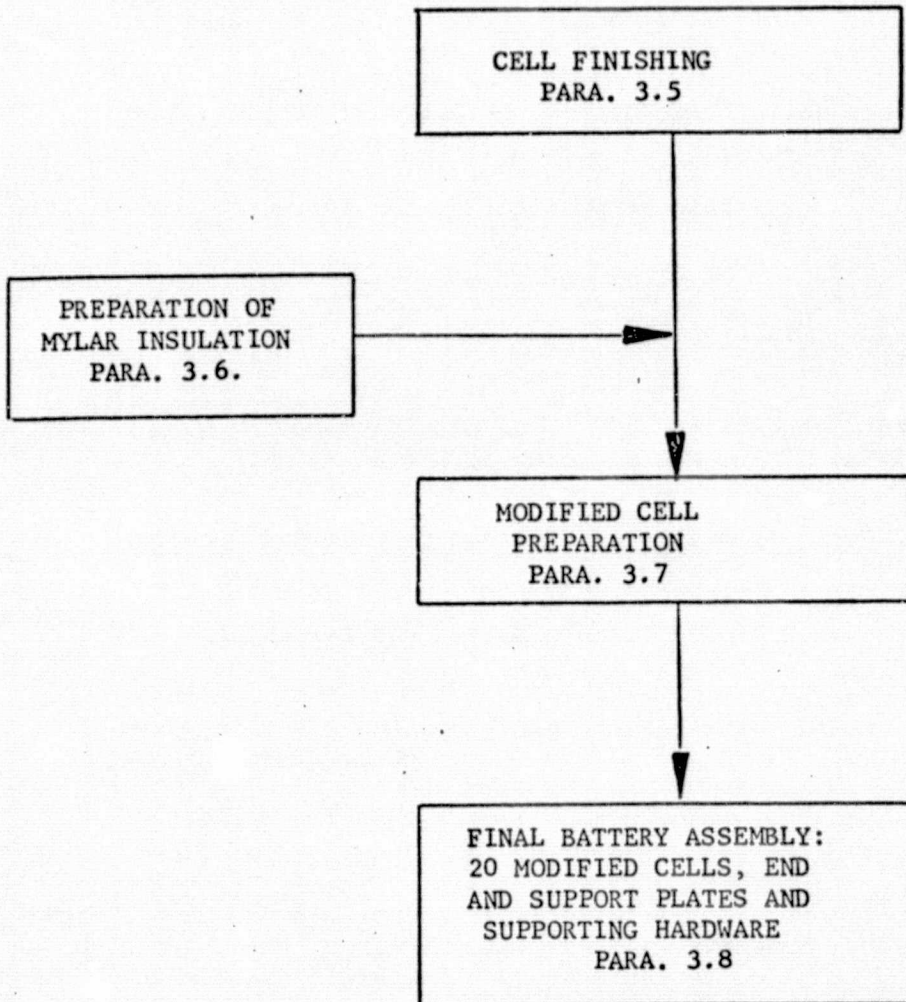 CELL FINISHING
PARA. 3.5
PREPARATION OF
MYLAR INSULATION
PARA. 3.6.
MODIFIED CELL
PREPARATION
PARA. 3.7
FINAL BATTERY ASSEMBLY:
20 MODIFIED CELLS, END
AND SUPPORT PLATES AND
SUPPORTING HARDWARE
PARA. 3.8